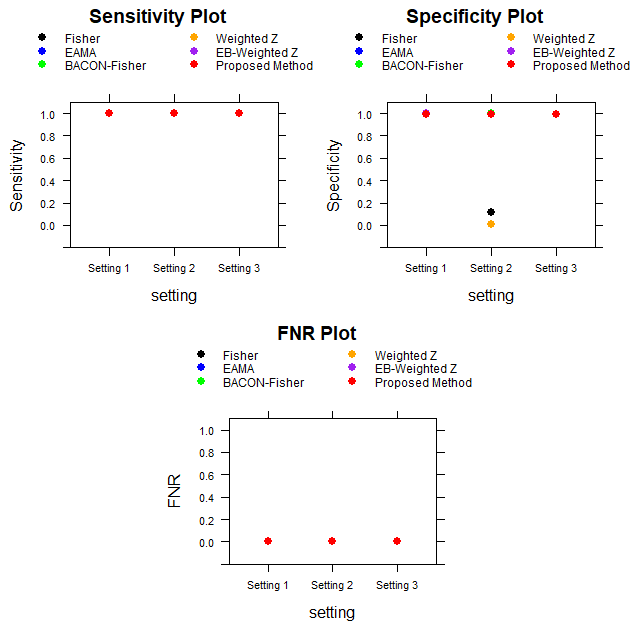 Sensitivity Plot
Fisher Weighted Z
EAMA EB-Weighted Z
BACON-Fisher Proposed Method
1.0
0.8
0.6
0.4
0.2
0.0
Sensitivity
Setting 1 Setting 2 Setting 3
setting
Specificity Plot
Fisher Weighted Z
EAMA EB-Weighted Z
BACON-Fisher Proposed Method
1.0
0.8
0.6
0.4
0.2
0.0
Specificity
Setting 1 Setting 2 Setting 3
setting
FNR Plot
Fisher Weighted Z
EAMA EB-Weighted Z
BACON-Fisher Proposed Method
1.0
0.8
0.6
0.4
0.2
0.0
FNR
Setting 1 Setting 2 Setting 3
setting